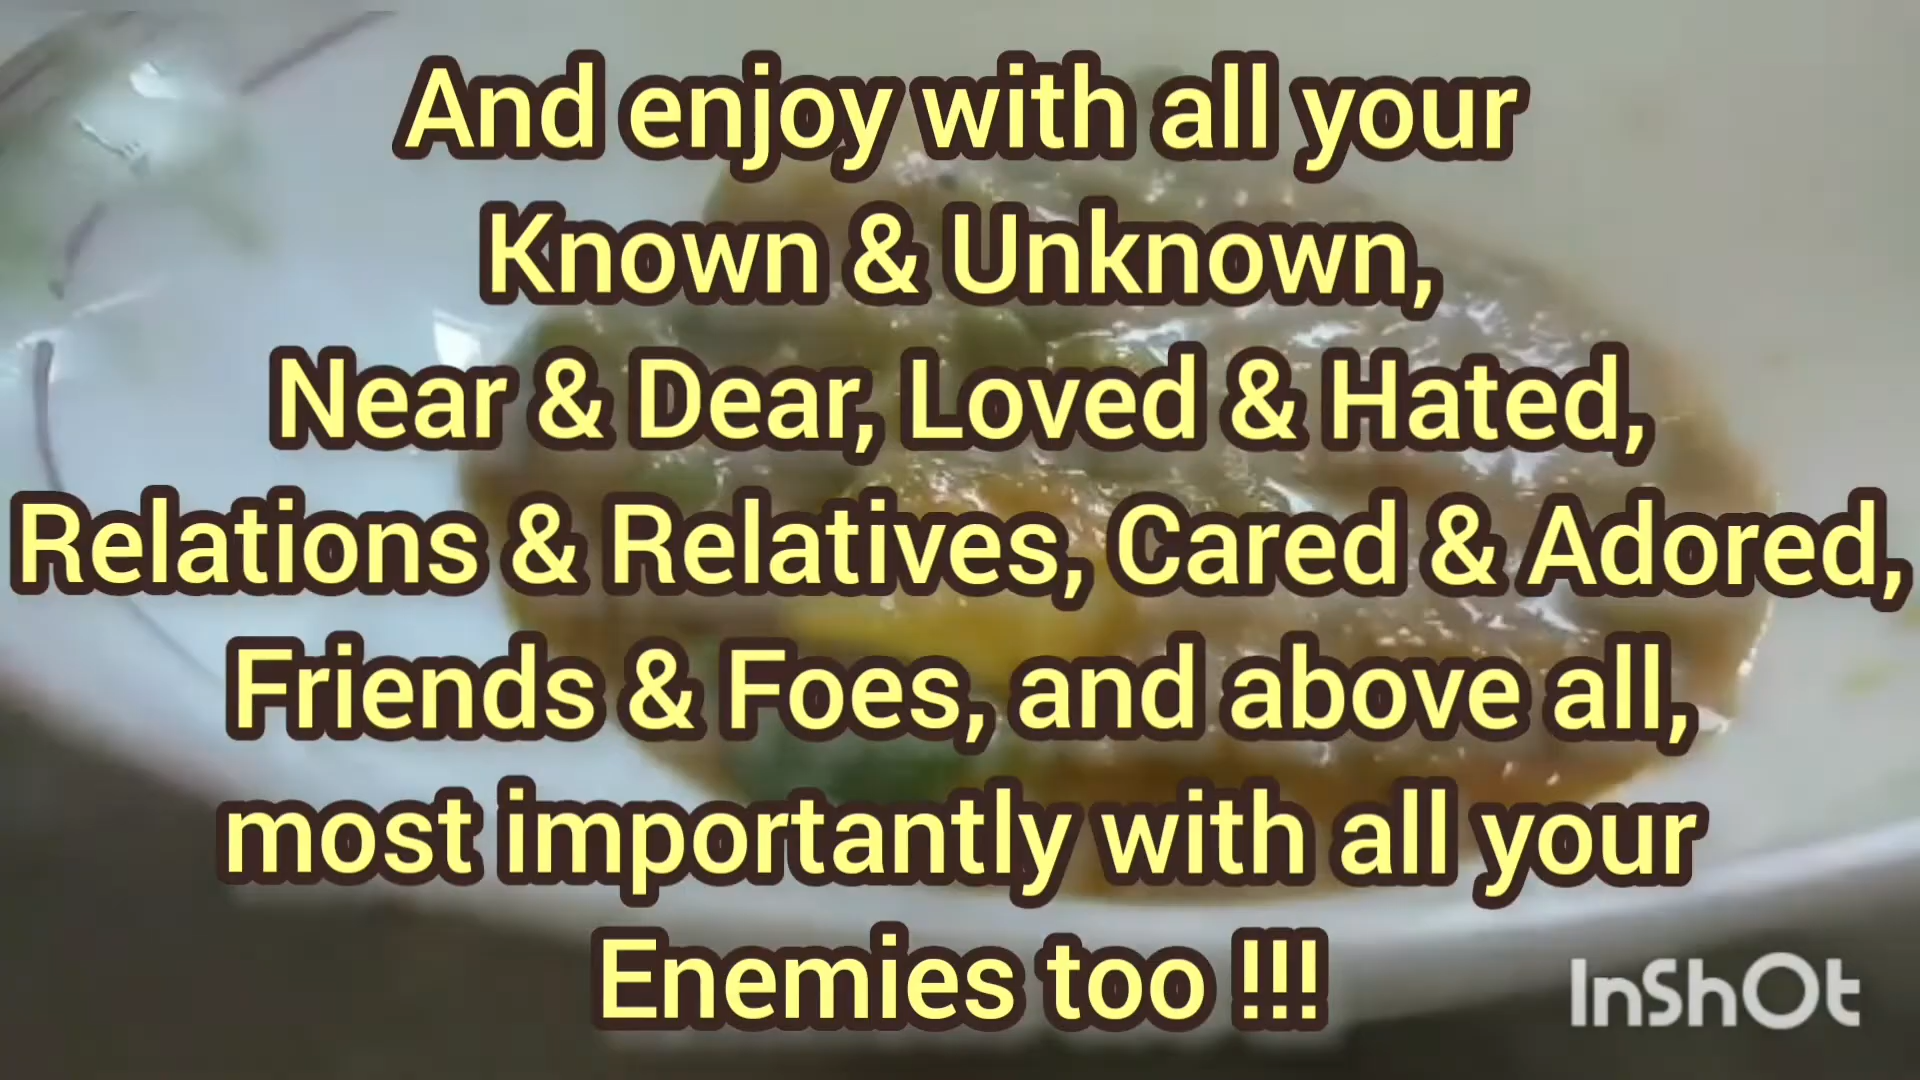 And enjoy with all your
Known & Unknown,
Near & Dear, Loved & Hated,
Relations & Relatives, Cared & Adored,
Friends & Foes, and above all,
most importantly with all your
Enemies too !!!
InShOt